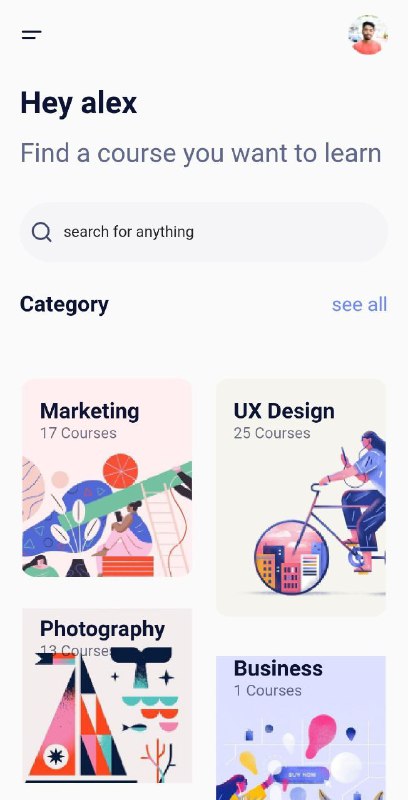 Hey alex
Find a course you want to learn
search for anything
Category
see all
Marketing
17 Courses
UX Design
25 Courses
Photography
13 Courses
Business
1 Courses
BUY NOW